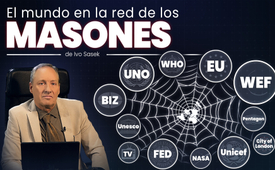 El mundo en la red de los
MASONES
de Ivo Sasek
WHO
EU
UNO
WEF
BIZ
Pentagon
Unesco
City of
London
TV
FED
NASA
Unicef